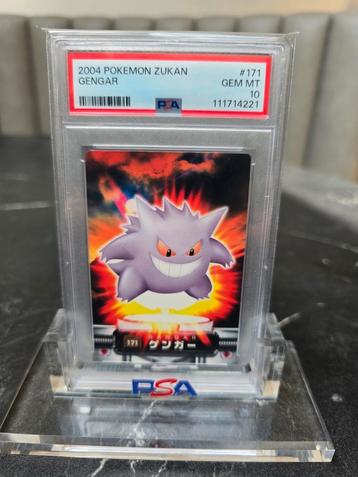 2004 POKEMON ZUKAN #171
GENGAR GEM MT
10
PSA 111714221
171 ゲンガー
PSA